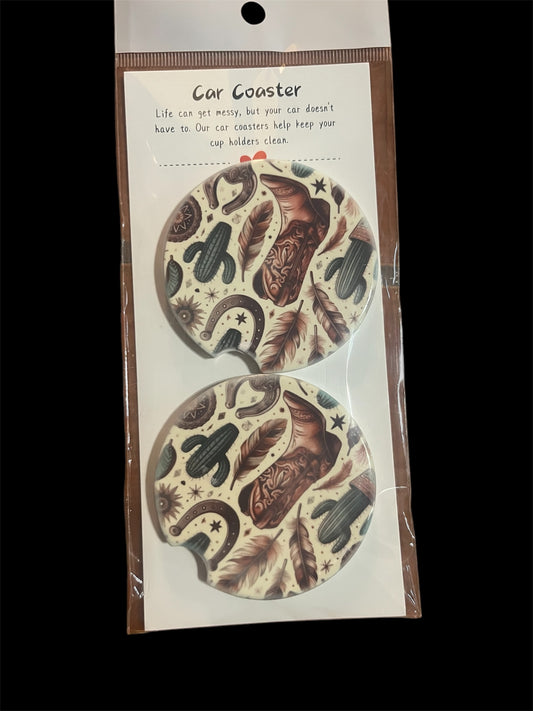 Car Coaster
Life can get messy, but your car doesn't
have to. Our car coasters help keep your
cup holders clean.